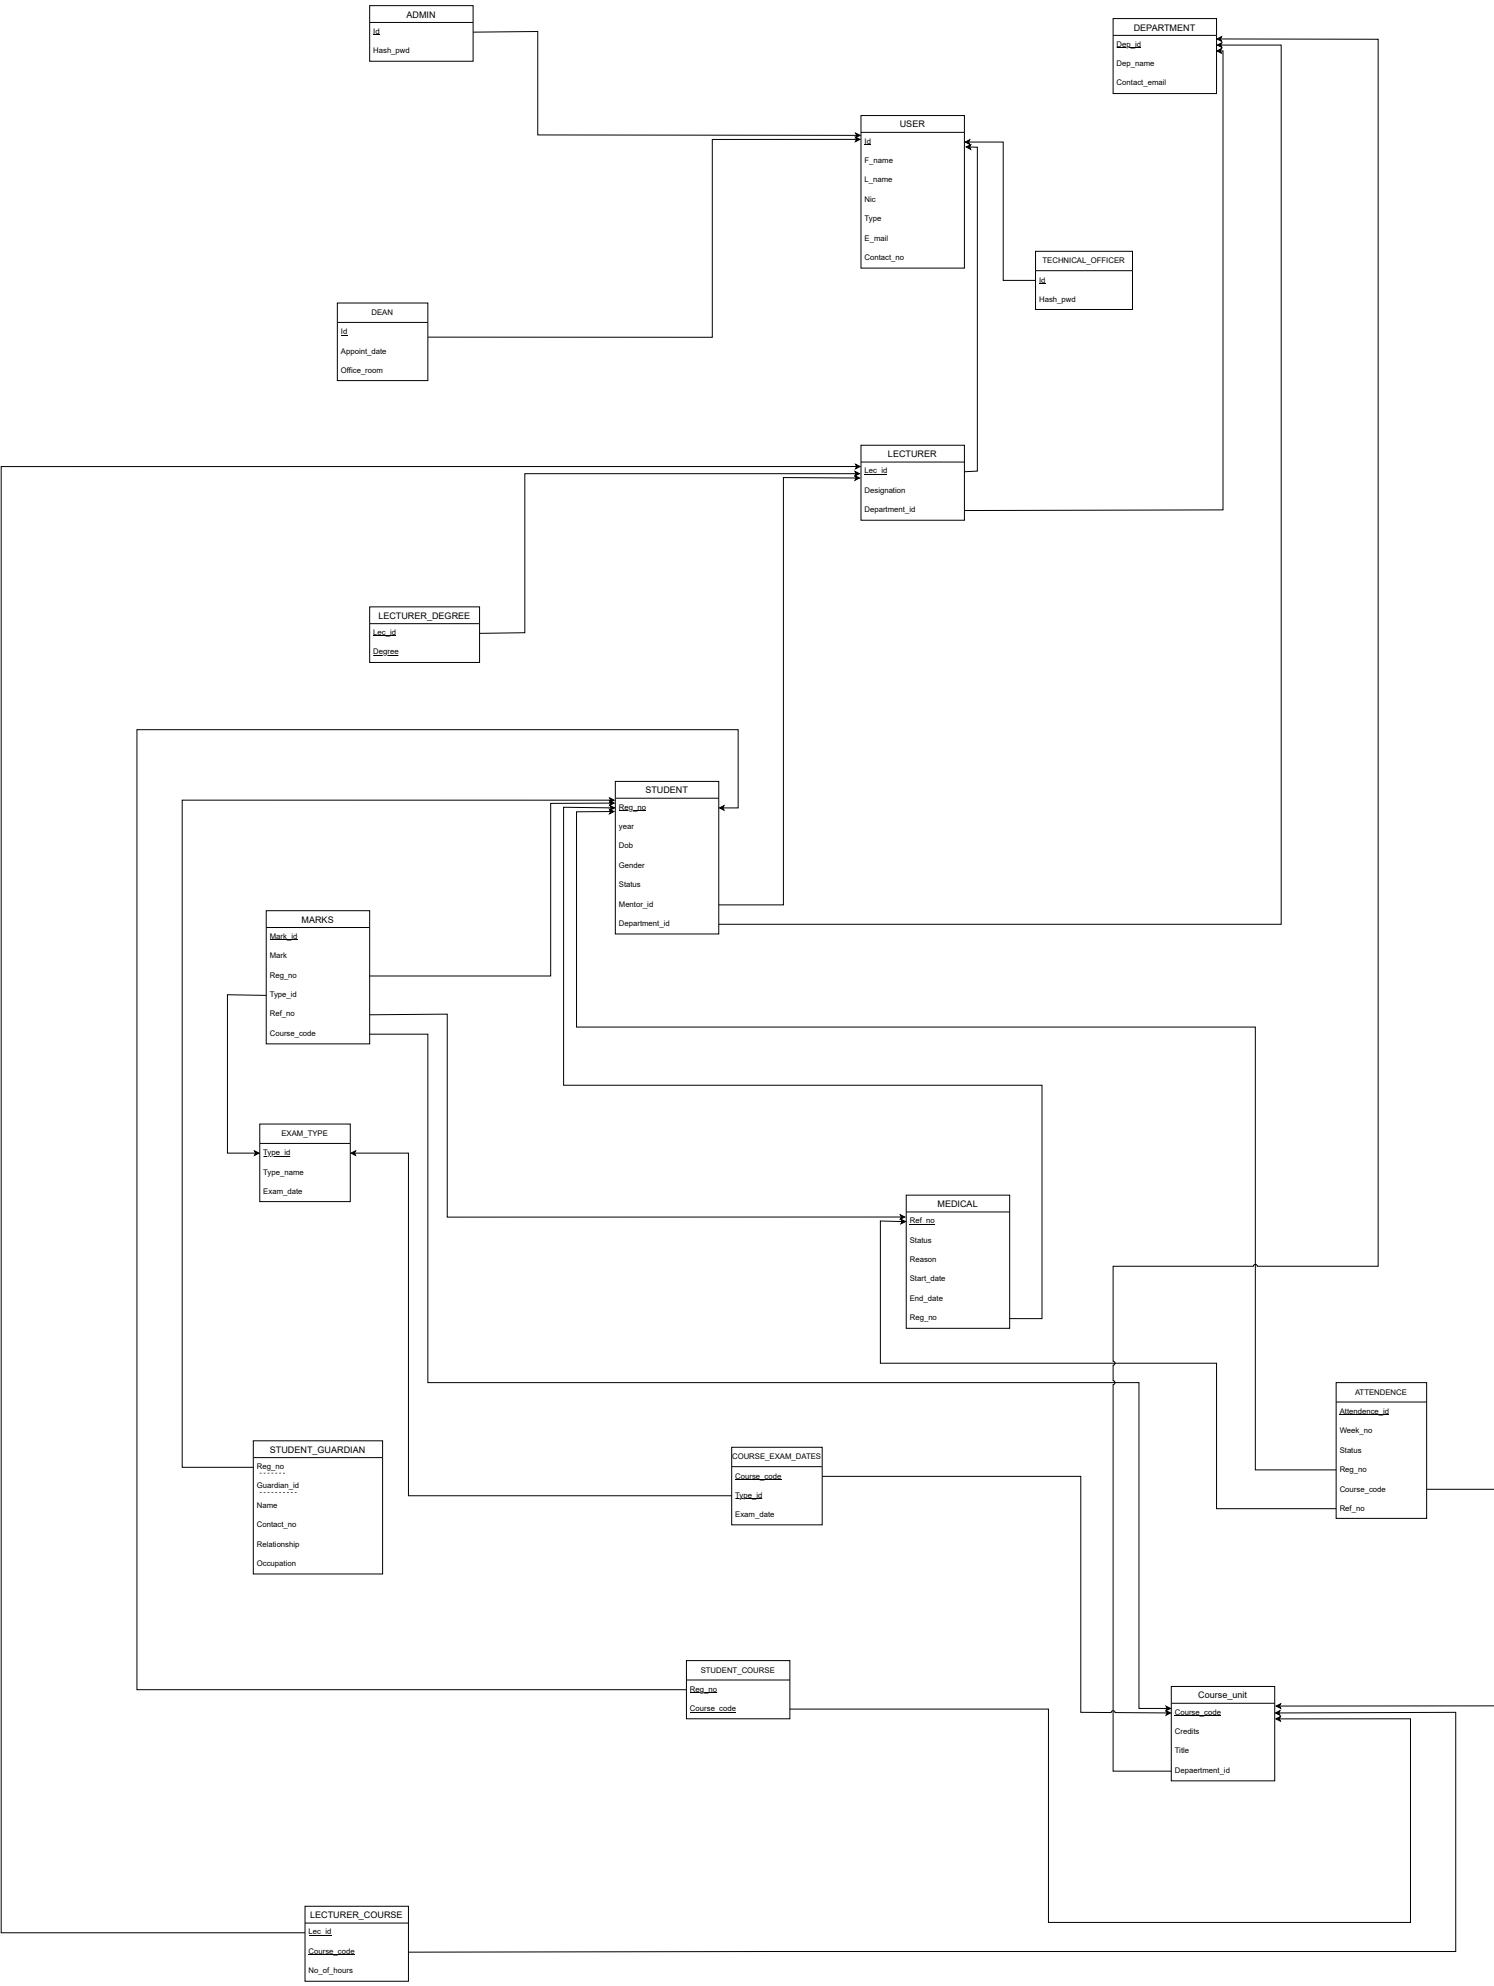 ADMIN
Id
Hash_pwd
DEPARTMENT
Dep_id
Dep_name
Contact_email
USER
Id
F_name
L_name
Nic
Type
E_mail
Contact_no
TECHNICAL_OFFICER
Id
Hash_pwd
DEAN
Id
Appoint_date
Office_room
LECTURER
Lec_id
Designation
Department_id
LECTURER_DEGREE
Lec_id
Degree
STUDENT
Reg_no
year
Dob
Gender
Status
Mentor_id
Department_id
MARKS
Mark_id
Mark
Reg_no
Type_id
Ref_no
Course_code
EXAM_TYPE
Type_id
Type_name
Exam_date
MEDICAL
Ref_no
Status
Reason
Start_date
End_date
Reg_no
ATTENDENCE
Attendence_id
Week_no
Status
Reg_no
Course_code
Ref_no
STUDENT_GUARDIAN
Reg_no
Guardian_id
Name
Contact_no
Relationship
Occupation
COURSE_EXAM_DATES
Course_code
Type_id
Exam_date
STUDENT_COURSE
Reg_no
Course_code
Course_unit
Course_code
Credits
Title
Depaertment_id
LECTURER_COURSE
Lec_id
Course_code
No_of_hours